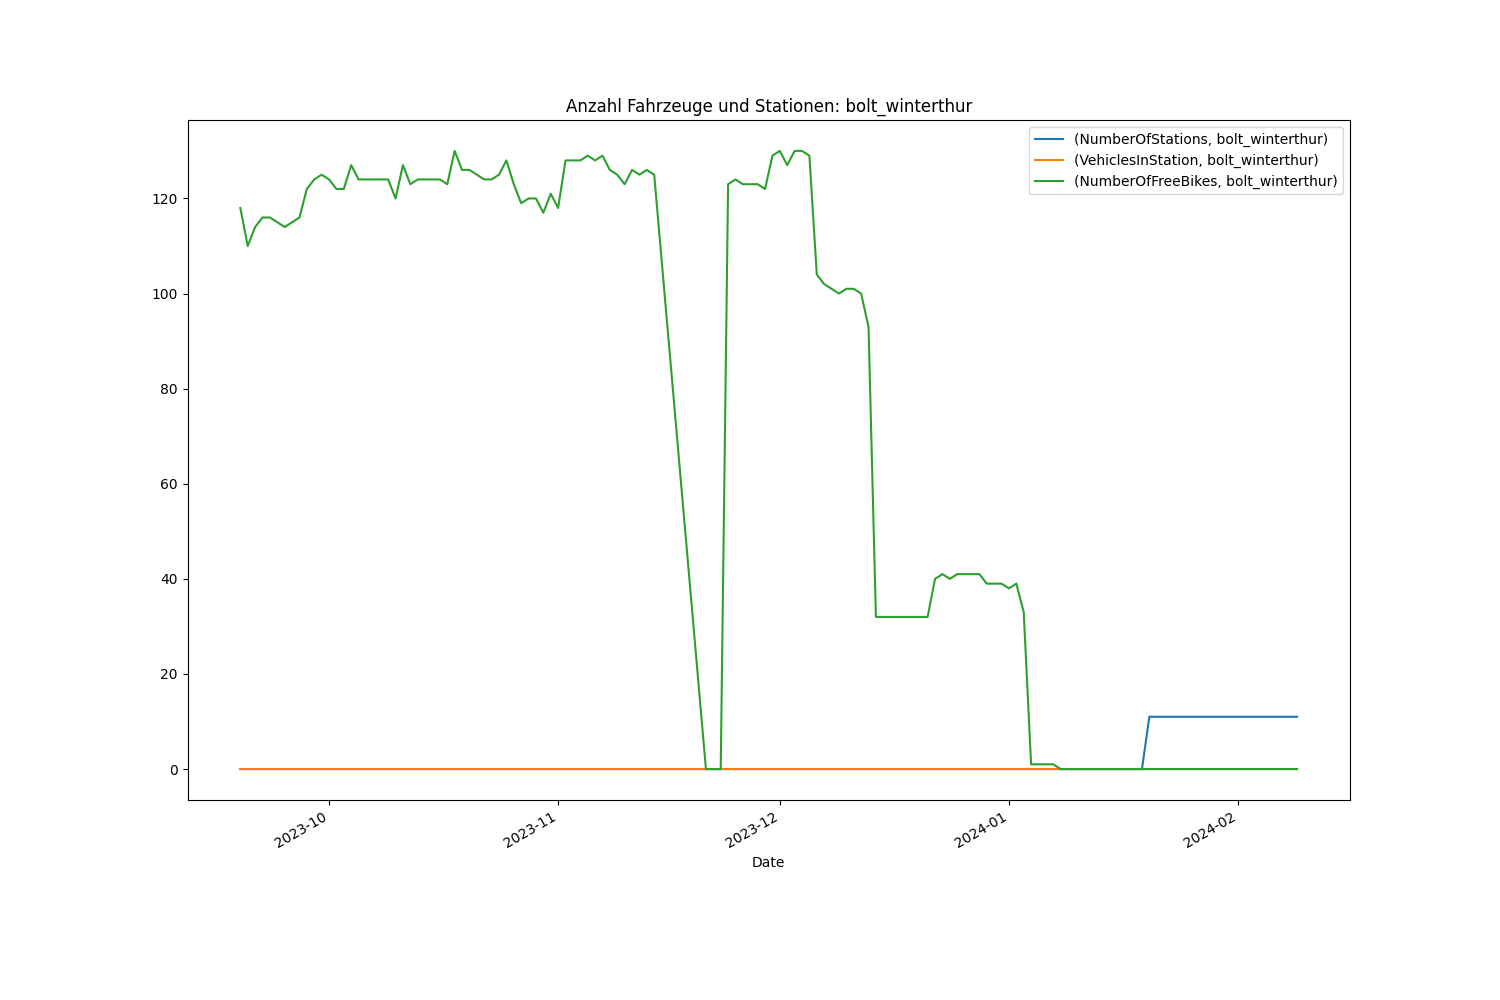 Anzahl Fahrzeuge und Stationen: bolt_winterthur
(NumberOfStations, bolt_winterthur)
(VehiclesInStation, bolt_winterthur)
(NumberOfFreeBikes, bolt_winterthur)
120
100
80
60
40
20
0
2023-10
2023-11
2023-12
2024-01
2024-02
Date